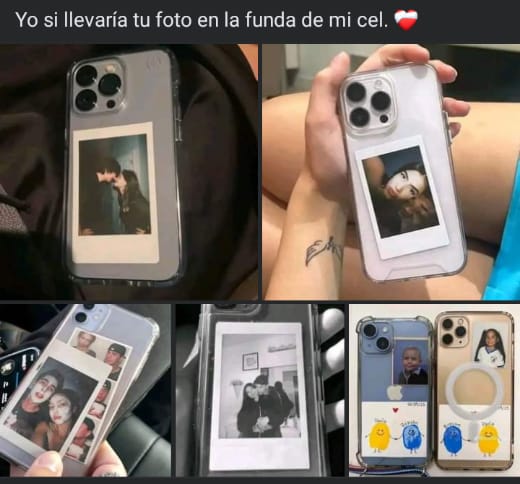 Yo si llevaría tu foto en la funda de mi cel. ❤️‍🩹